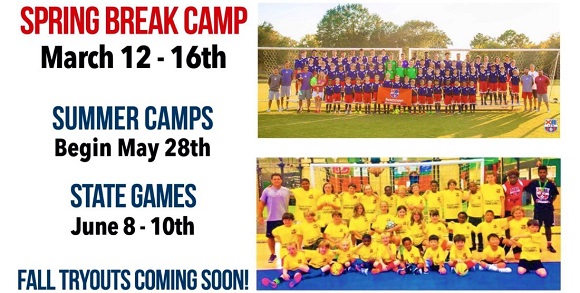 SPRING BREAK CAMP
March 12 - 16th
SUMMER CAMPS
Begin May 28th
STATE GAMES
June 8 - 10th
FALL TRYOUTS COMING SOON!